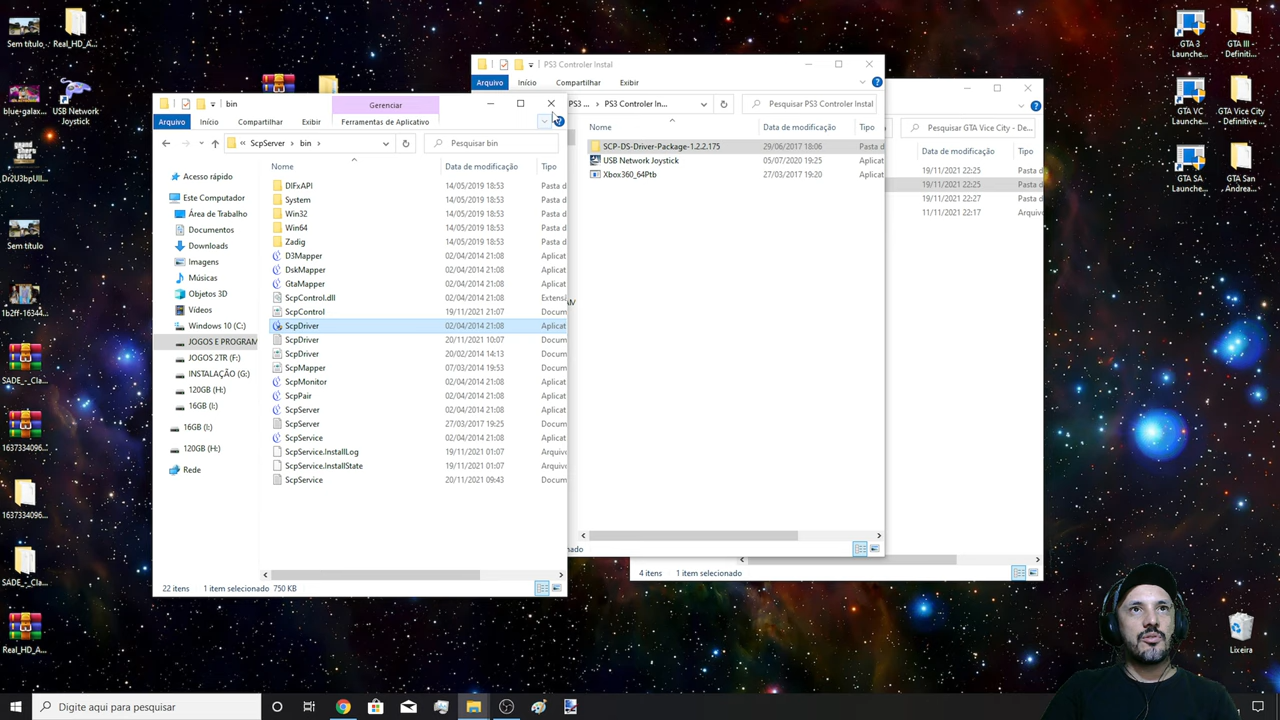 Sem título
Real_HD_A...
blue-galax...
USB Network
Joystick
DrZU3bsUI...
Sem título
1b2ff-16344...
SADE_-_Cla...
1637334096...
1637334096...
SADE_-_Cla...
Real_HD_A...
bin
Gerenciar
Arquivo
Início
Compartilhar
Exibir
Ferramentas de Aplicativo
ScpServer
bin
Pesquisar bin
Nome
Data de modificação
Tipo
Acesso rápido
Este Computador
Área de Trabalho
Documentos
Downloads
Imagens
Músicas
Objetos 3D
Vídeos
Windows 10 (C:)
JOGOS E PROGRAM
JOGOS 2TR (F:)
INSTALAÇÃO (G:)
120GB (H:)
16GB (I:)
16GB (I:)
120GB (H:)
Rede
DIFxAPI 14/05/2019 18:53 Pasta d
System 14/05/2019 18:53 Pasta d
Win32 14/05/2019 18:53 Pasta d
Win64 14/05/2019 18:53 Pasta d
Zadig 14/05/2019 18:53 Pasta d
D3Mapper 02/04/2014 21:08 Aplicat
DskMapper 02/04/2014 21:08 Aplicat
GtaMapper 02/04/2014 21:08 Aplicat
ScpControl.dll 02/04/2014 21:08 Extensã
ScpControl 19/11/2021 21:07 Docum
ScpDriver 02/04/2014 21:08 Aplicat
ScpDriver 20/11/2021 10:07 Docum
ScpDriver 20/02/2014 14:13 Docum
ScpMapper 07/03/2014 19:53 Docum
ScpMonitor 02/04/2014 21:08 Aplicat
ScpPair 02/04/2014 21:08 Aplicat
ScpServer 02/04/2014 21:08 Aplicat
ScpServer 27/03/2017 19:25 Docum
ScpService 02/04/2014 21:08 Aplicat
ScpService.InstallLog 19/11/2021 01:07 Arquivo
ScpService.InstallState 19/11/2021 01:07 Arquivo
ScpService 20/11/2021 09:43 Docum
22 itens 1 item selecionado 750 KB
PS3 Controler Instal
Arquivo
Início
Compartilhar
Exibir
PS3 ...
PS3 Controler In...
Pesquisar PS3 Controler Instal
Nome
Data de modificação
Tipo
SCP-DS-Driver-Package-1.2.2.175 29/06/2017 18:06 Pasta d
USB Network Joystick 05/07/2020 19:25 Aplicat
Xbox360_64Ptb 27/03/2017 19:20 Aplicat
AM
nado
Pesquisar GTA Vice City - De...
Data de modificação
Tipo
19/11/2021 22:25 Pasta d
19/11/2021 22:25 Pasta d
19/11/2021 22:27 Pasta d
11/11/2021 22:17 Arquivo
4 itens 1 item selecionado
GTA 3
Launche...
GTA III -
Definiti...
GTA VC
Launche...
GTA Vice
City - Defi...
GTA SA
Launche...
GTA San
Andrea...
Lixeira
Digite aqui para pesquisar